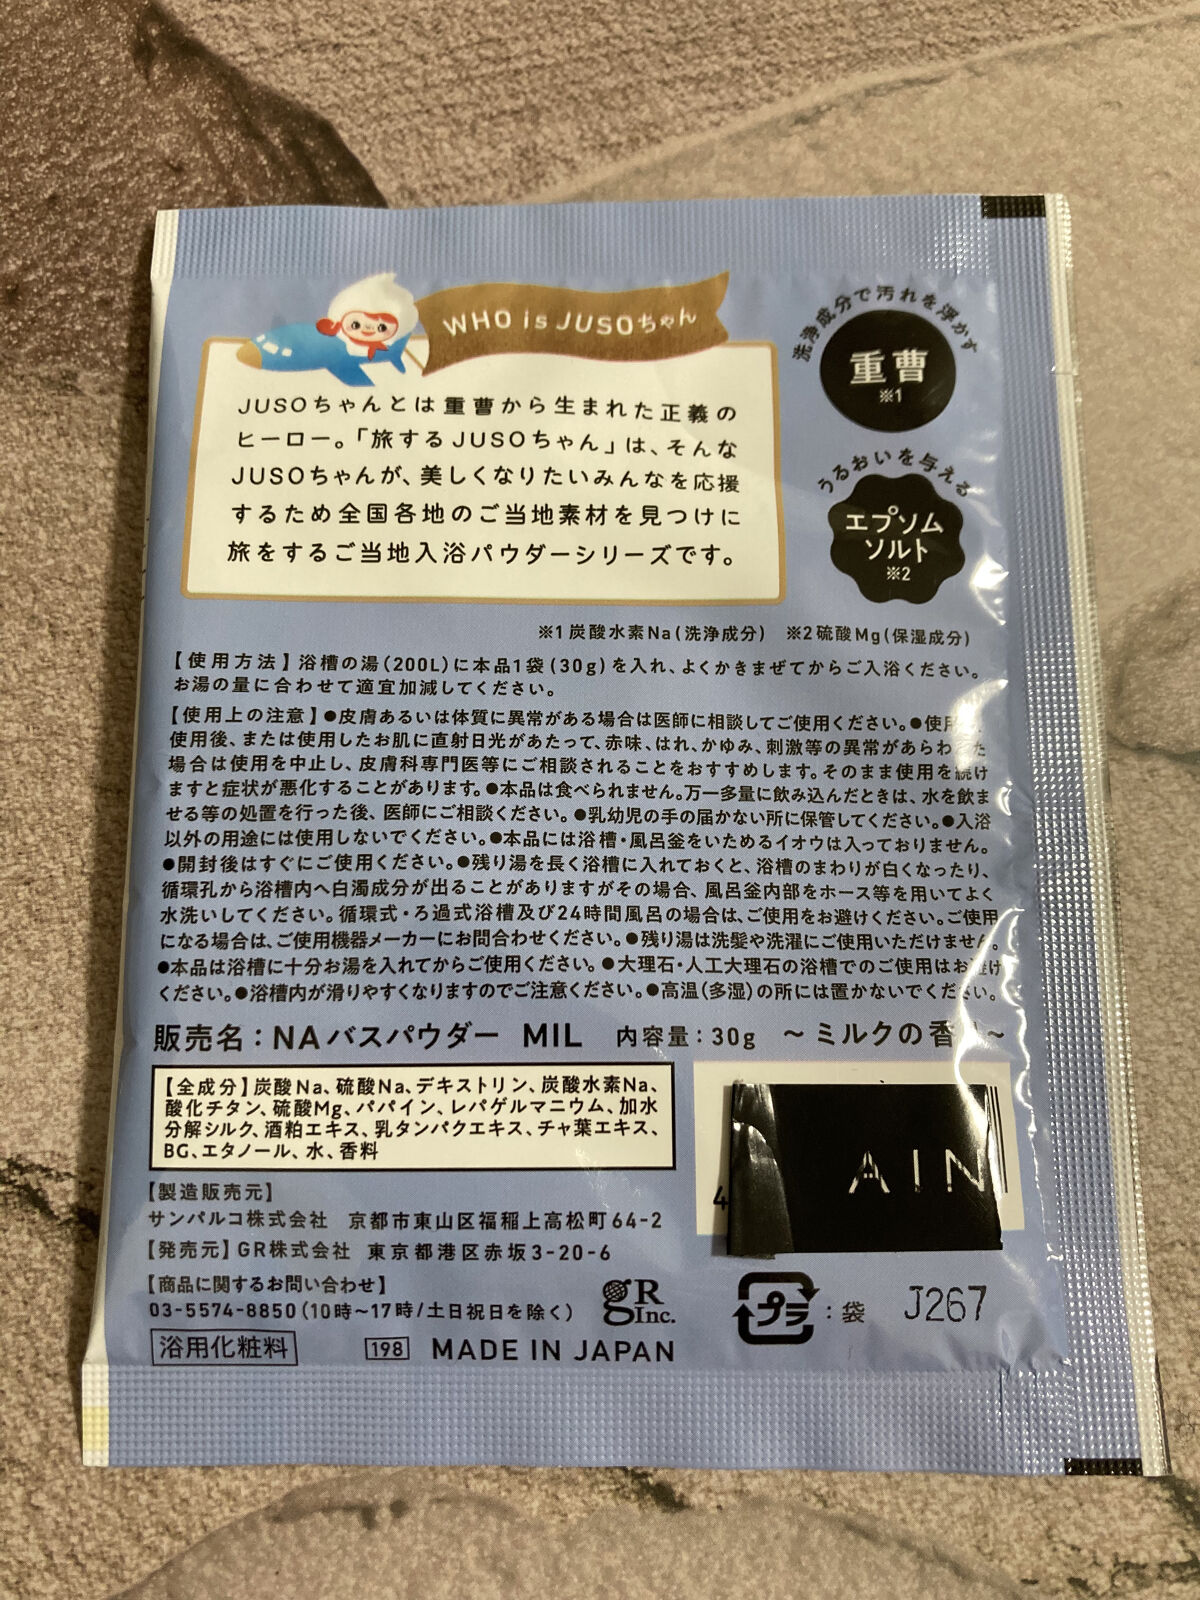 WHO is JUSOちゃん
JUSOちゃんとは重曹から生まれた正義の
ヒーロー。「旅するJUSOちゃん」は、そんな
JUSOちゃんが、美しくなりたいみんなを応援
するため全国各地のご当地素材を見つけに
旅をするご当地入浴パウダーシリーズです。
洗浄成分で汚れを浮かす
重曹
※1
うるおいを与える
エプソム
ソルト
※2
※1炭酸水素Na(洗浄成分) ※2硫酸Mg(保湿成分)
【使用方法】浴槽の湯(200L)に本品1袋(30g)を入れ、よくかきまぜてからご入浴ください。
お湯の量に合わせて適宜加減してください。
【使用上の注意】●皮膚あるいは体質に異常がある場合は医師に相談してご使用ください。●使用
使用後、または使用したお肌に直射日光があたって、赤味、はれ、かゆみ、刺激等の異常があらわれた
場合は使用を中止し、皮膚科専門医等にご相談されることをおすすめします。そのまま使用を続け
ますと症状が悪化することがあります。●本品は食べられません。万一多量に飲み込んだときは、水を飲ま
せる等の処置を行った後、医師にご相談ください。●乳幼児の手の届かない所に保管してください。●入浴
以外の用途には使用しないでください。●本品には浴槽・風呂釜をいためるイオウは入っておりません。
●開封後はすぐにご使用ください。●残り湯を長く浴槽に入れておくと、浴槽のまわりが白くなったり、
循環孔から浴槽内へ白濁成分が出ることがありますがその場合、風呂釜内部をホース等を用いてよく
水洗いしてください。循環式・ろ過式浴槽及び24時間風呂の場合は、ご使用をお避けください。ご使用
になる場合は、ご使用機器メーカーにお問合わせください。●残り湯は洗髪や洗濯にご使用いただけません。
●本品は浴槽に十分お湯を入れてからご使用ください。●大理石・人工大理石の浴槽でのご使用はお避け
ください。●浴槽内が滑りやすくなりますのでご注意ください。●高温(多湿)の所には置かないでください。
販売名：NAバスパウダー MIL 内容量：30g ～ミルクの香り～
【全成分】炭酸Na、硫酸Na、デキストリン、炭酸水素Na、
酸化チタン、硫酸Mg、パパイン、レパゲルマニウム、加水
分解シルク、酒粕エキス、乳タンパクエキス、チャ葉エキス、
BG、エタノール、水、香料
4
AIN
【製造販売元】
サンパルコ株式会社 京都市東山区福稲上高松町64-2
【発売元】GR株式会社 東京都港区赤坂3-20-6
【商品に関するお問い合わせ】
03-5574-8850(10時～17時/土日祝日を除く)
gR
Inc.
プラ
：袋
J267
浴用化粧料
198
MADE IN JAPAN